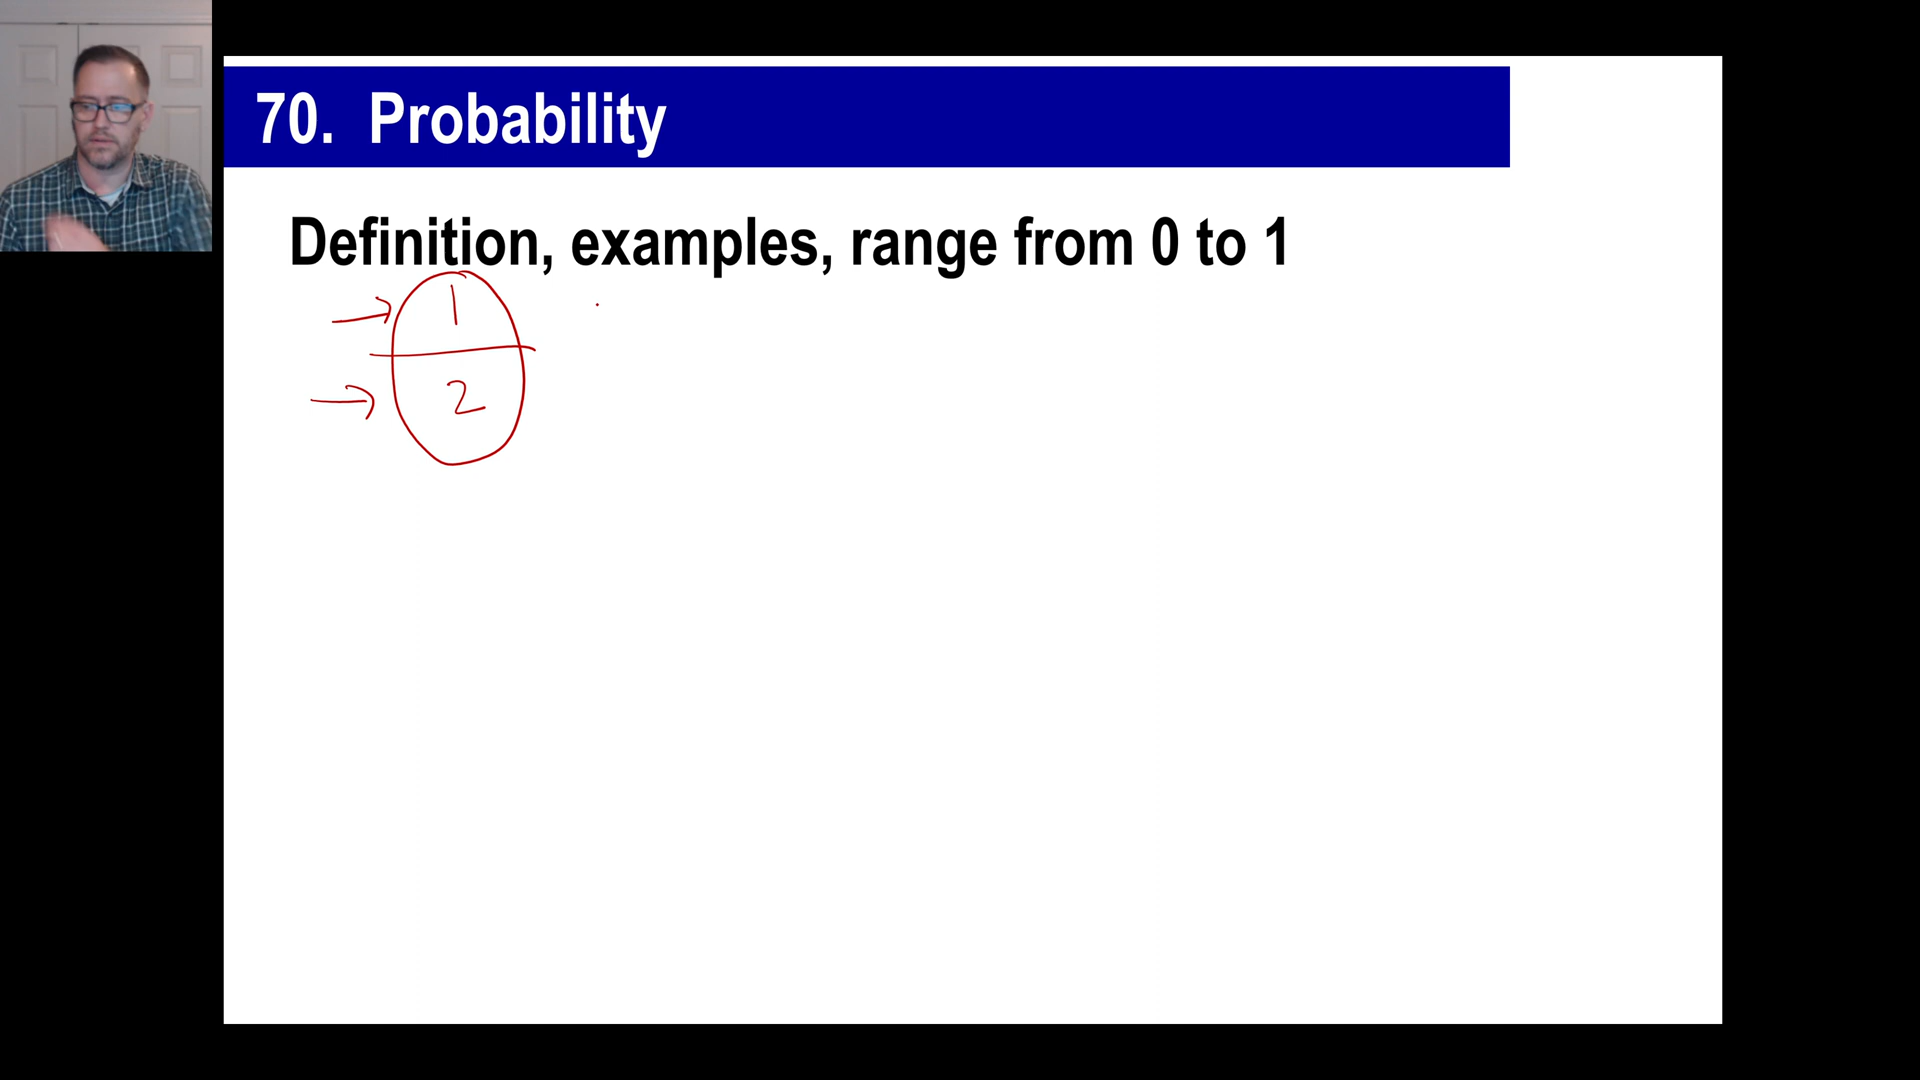 70. Probability
Definition, examples, range from 0 to 1
1
2